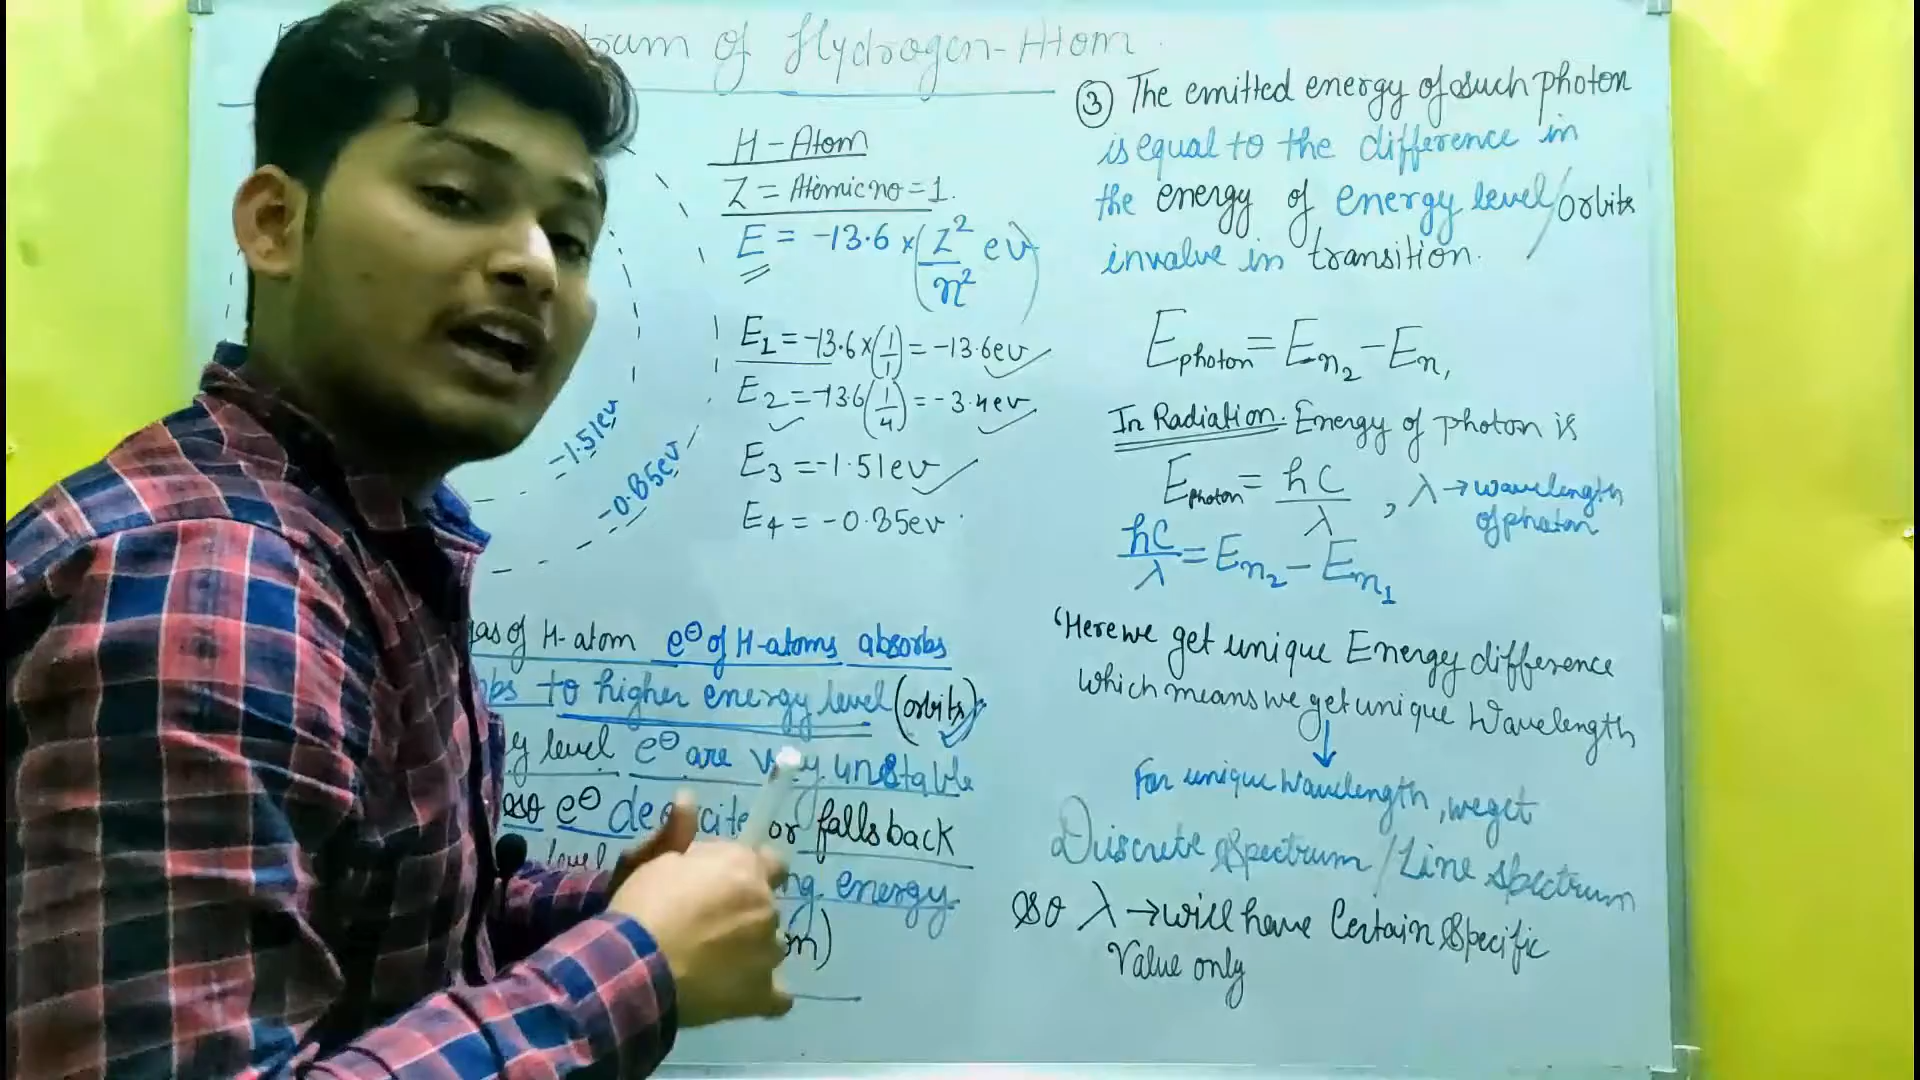 of Hydrogen-Atom
H-Atom
Z = Atomic no = 1.
E = -13.6 × (Z²/n² ev)
E₁ = -13.6 × (1/1) = -13.6ev
E₂ = -13.6 (1/4) = -3.4ev
E₃ = -1.51ev
E₄ = -0.85ev
-1.51ev
-0.85ev
gas of H-atom e⊖ of H-atoms absorbs
to higher energy level (orbits)
level e⊖ are very unstable
so e⊖ or falls back
level
energy
③ The emitted energy of such photon
is equal to the difference in
the energy of energy level/orbits
invalve in transition.
Ephoton = En₂ - En₁
In Radiation. Energy of photon is
Ephoton = hc/λ , λ → wavelength
of photon
hc/λ = En₂ - En₁
'Here we get unique Energy difference
which means we get unique Wavelength
↓
For unique Wavelength, we get
Discrete Spectrum / Line Spectrum
so λ → will have Certain Specific
Value only